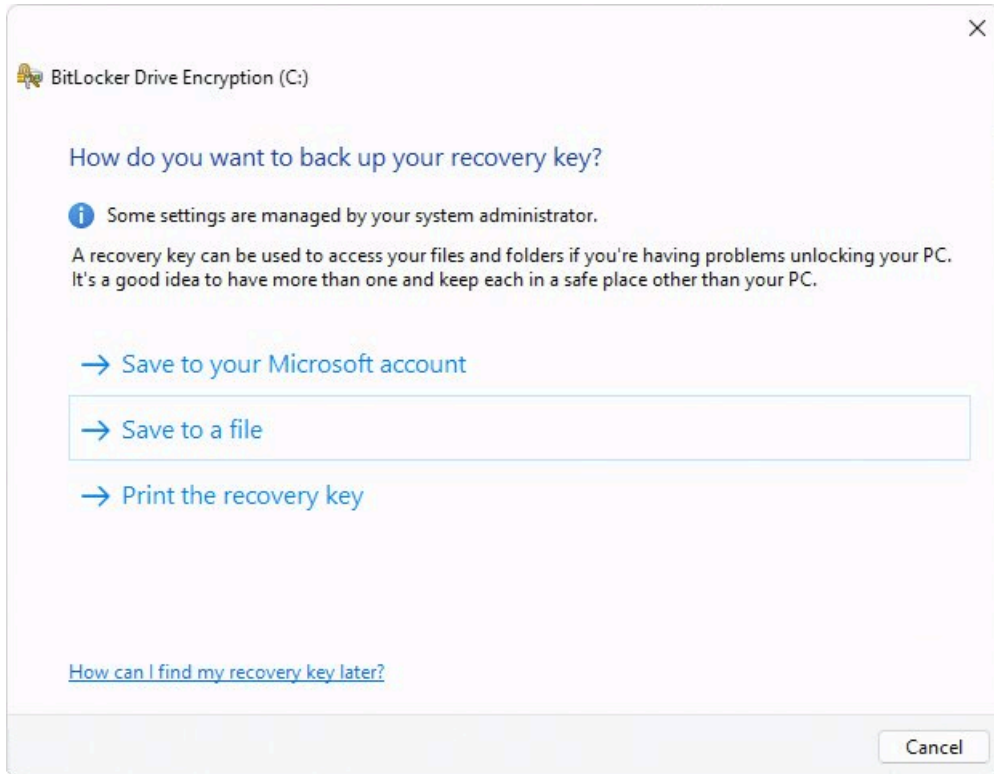 BitLocker Drive Encryption (C:)
How do you want to back up your recovery key?
Some settings are managed by your system administrator.
A recovery key can be used to access your files and folders if you're having problems unlocking your PC.
It's a good idea to have more than one and keep each in a safe place other than your PC.
Save to your Microsoft account
Save to a file
Print the recovery key
How can I find my recovery key later?
Cancel